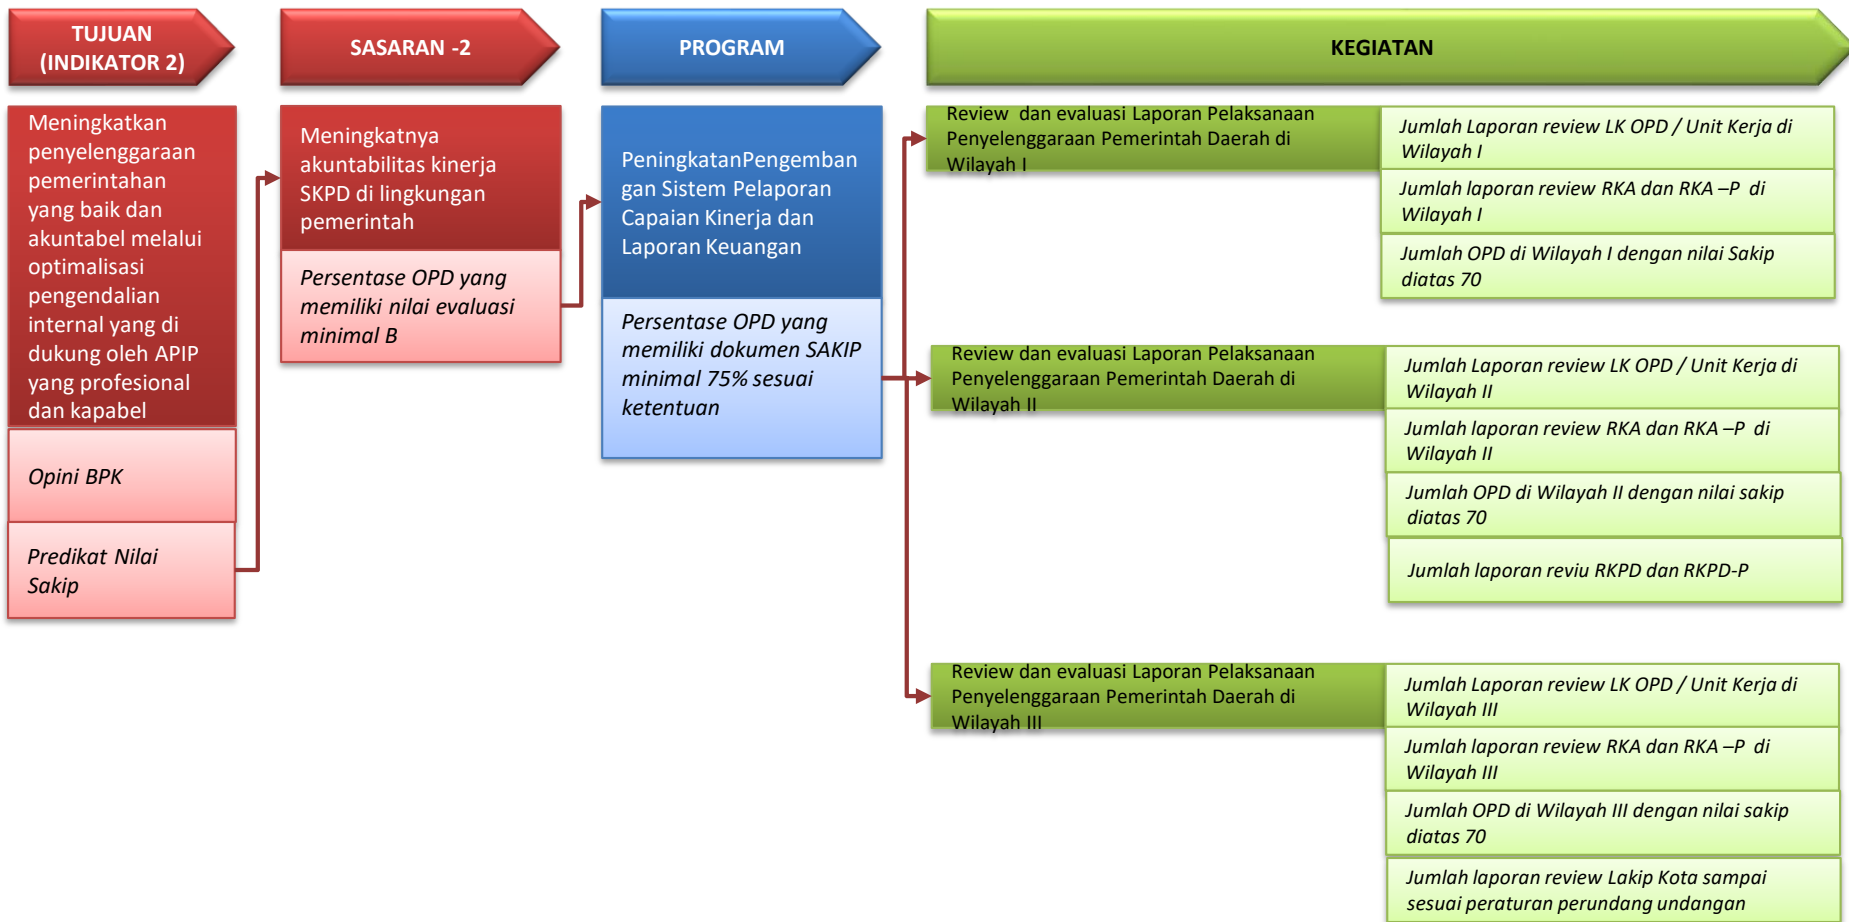 TUJUAN
(INDIKATOR 2)
SASARAN -2
PROGRAM
KEGIATAN
Meningkatkan
penyelenggaraan
pemerintahan
yang baik dan
akuntabel melalui
optimalisasi
pengendalian
internal yang di
dukung oleh APIP
yang profesional
dan kapabel
Opini BPK
Predikat Nilai
Sakip
Meningkatnya
akuntabilitas kinerja
SKPD di lingkungan
pemerintah
Persentase OPD yang
memiliki nilai evaluasi
minimal B
PeningkatanPengemban
gan Sistem Pelaporan
Capaian Kinerja dan
Laporan Keuangan
Persentase OPD yang
memiliki dokumen SAKIP
minimal 75% sesuai
ketentuan
Review  dan evaluasi Laporan Pelaksanaan
Penyelenggaraan Pemerintah Daerah di
Wilayah I
Jumlah Laporan review LK OPD / Unit Kerja di
Wilayah I
Jumlah laporan review RKA dan RKA –P  di
Wilayah I
Jumlah OPD di Wilayah I dengan nilai Sakip
diatas 70
Review dan evaluasi Laporan Pelaksanaan
Penyelenggaraan Pemerintah Daerah di
Wilayah II
Jumlah Laporan review LK OPD / Unit Kerja di
Wilayah II
Jumlah laporan review RKA dan RKA –P  di
Wilayah II
Jumlah OPD di Wilayah II dengan nilai sakip
diatas 70
Jumlah laporan reviu RKPD dan RKPD-P
Review dan evaluasi Laporan Pelaksanaan
Penyelenggaraan Pemerintah Daerah di
Wilayah III
Jumlah Laporan review LK OPD / Unit Kerja di
Wilayah III
Jumlah laporan review RKA dan RKA –P  di
Wilayah III
Jumlah OPD di Wilayah III dengan nilai sakip
diatas 70
Jumlah laporan review Lakip Kota sampai
sesuai peraturan perundang undangan